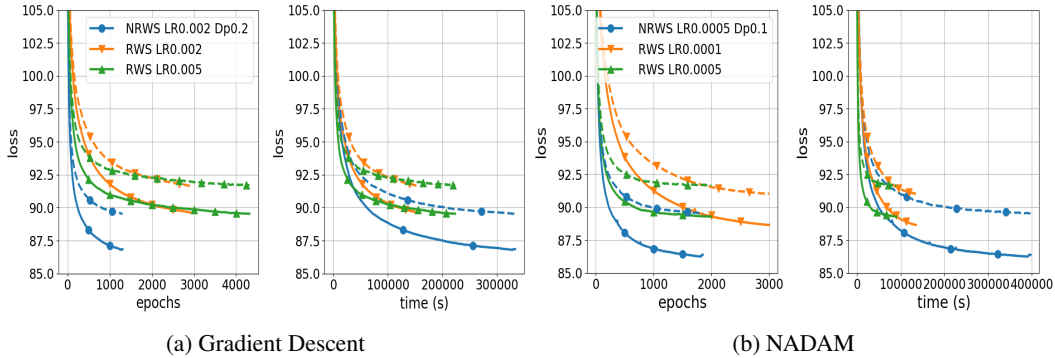 105.0
102.5
100.0
97.5
95.0
92.5
90.0
87.5
85.0
loss
0 1000 2000 3000 4000
epochs
NRWS LR0.002 Dp0.2
RWS LR0.002
RWS LR0.005
105.0
102.5
100.0
97.5
95.0
92.5
90.0
87.5
85.0
loss
0 100000 200000 300000
time (s)
(a) Gradient Descent
105.0
102.5
100.0
97.5
95.0
92.5
90.0
87.5
85.0
loss
0 1000 2000 3000
epochs
NRWS LR0.0005 Dp0.1
RWS LR0.0001
RWS LR0.0005
105.0
102.5
100.0
97.5
95.0
92.5
90.0
87.5
85.0
loss
0 100000 200000 300000 400000
time (s)
(b) NADAM